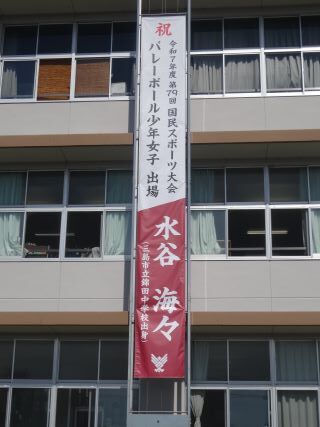 祝
令和7年度 第79回 国民スポーツ大会
バレーボール少年女子 出場
水谷 海々
(三島市立錦田中学校出身)